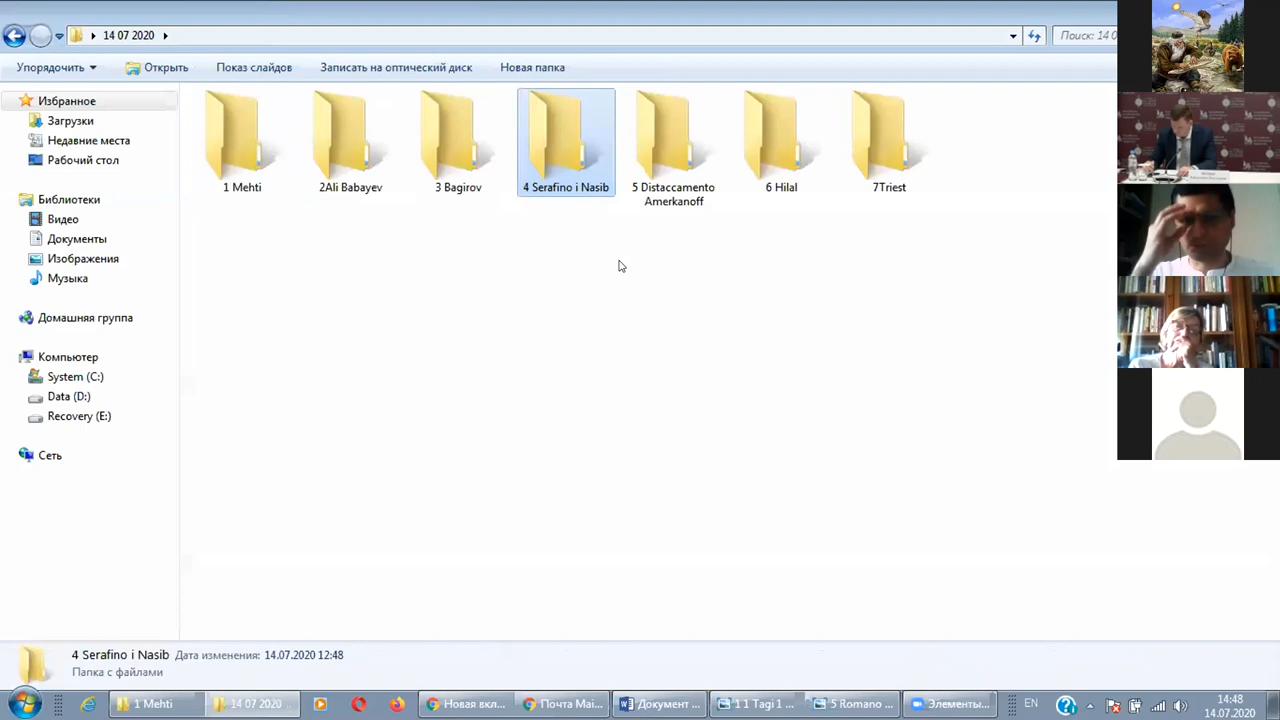 14 07 2020
Поиск: 14 0
Упорядочить
Открыть
Показ слайдов
Записать на оптический диск
Новая папка
Избранное
Загрузки
Недавние места
Рабочий стол
Библиотеки
Видео
Документы
Изображения
Музыка
Домашняя группа
Компьютер
System (C:)
Data (D:)
Recovery (E:)
Сеть
1 Mehti
2Ali Babayev
3 Bagirov
4 Serafino i Nasib
5 Distaccamento
Amerkanoff
6 Hilal
7Triest
4 Serafino i Nasib Дата изменения: 14.07.2020 12:48
Папка с файлами
1 Mehti
14 07 2020
Новая вкл...
Почта Mai...
Документ ...
1 1 Tagi 1 ...
5 Romano ...
Элементы...
EN
14:48
14.07.2020